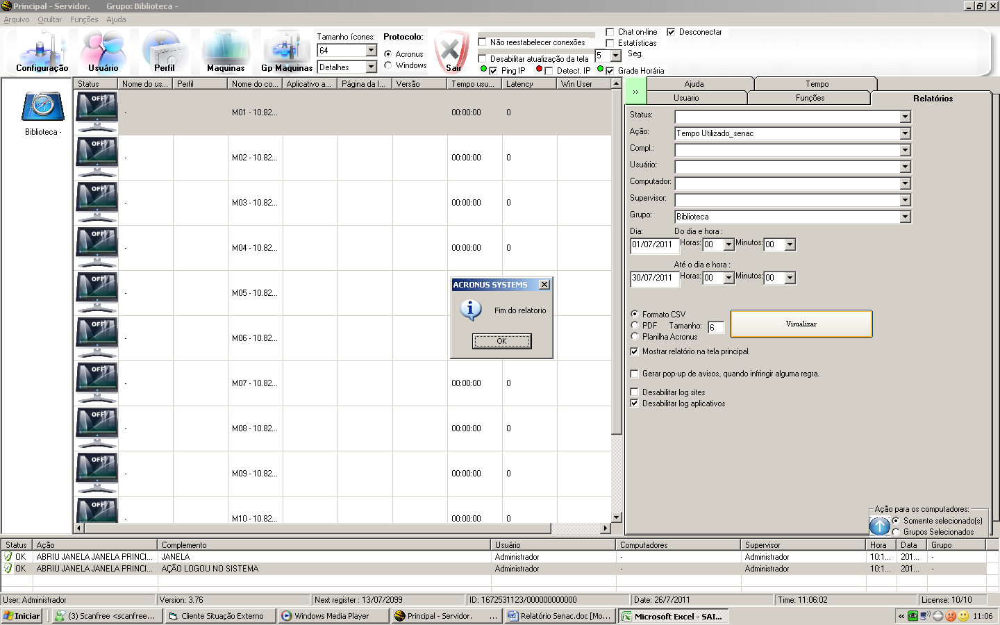 Principal - Servidor. Grupo: Biblioteca -
Arquivo Ocultar Funções Ajuda
Configuração
Usuário
Perfil
Maquinas
Gp Maquinas
Tamanho ícones:
64
Detalhes
Protocolo:
Acronus
Windows
Sair
Não reestabelecer conexões
Desabilitar atualização da tela
5
Seg.
Ping IP
Detect. IP
Grade Horária
Chat on-line
Desconectar
Estatísticas
Biblioteca -
Status Nome do us... Perfil Nome do co... Aplicativo a... Página da I... Versão Tempo usu... Latency Win User
OFF - M01 - 10.82... 00:00:00 0
OFF - M02 - 10.82... 00:00:00 0
OFF - M03 - 10.82... 00:00:00 0
OFF - M04 - 10.82... 00:00:00 0
OFF - M05 - 10.82...
OFF - M06 - 10.82...
OFF - M07 - 10.82... 00:00:00 0
OFF - M08 - 10.82... 00:00:00 0
OFF - M09 - 10.82... 00:00:00 0
OFF - M10 - 10.82... 00:00:00 0
ACRONUS SYSTEMS
Fim do relatorio
OK
>>
Ajuda Tempo
Usuario Funções Relatórios
Status:
Ação: Tempo Utilizado_senac
Compl.:
Usuário:
Computador:
Supervisor:
Grupo: Biblioteca
Dia: Do dia e hora :
01/07/2011 Horas: 00 Minutos: 00
Até o dia e hora :
30/07/2011 Horas: 00 Minutos: 00
Formato CSV
PDF Tamanho: 6
Planilha Acronus
Visualizar
Mostrar relatório na tela principal.
Gerar pop-up de avisos, quando infringir alguma regra.
Desabilitar log sites
Desabilitar log aplicativos
Ação para os computadores:
Somente selecionado(s)
Grupos Selecionados
Status Ação Complemento Usuário Computadores Supervisor Hora Data Grupo
OK ABRIU JANELA JANELA PRINCI... JANELA Administrador - Administrador 10:1... 201... -
OK ABRIU JANELA JANELA PRINCI... AÇÃO LOGOU NO SISTEMA Administrador - Administrador 10:1... 201... -
User: Administrador Version: 3.76 Next register : 13/07/2099 ID: 1672531123/000000000000 Date: 26/7/2011 Time: 11:06:02 License: 10/10
Iniciar (3) Scanfree <scanfree... Cliente Situação Externo Windows Media Player Principal - Servidor. ... Relatório Senac.doc [Mo... Microsoft Excel - SAI... « 11:06